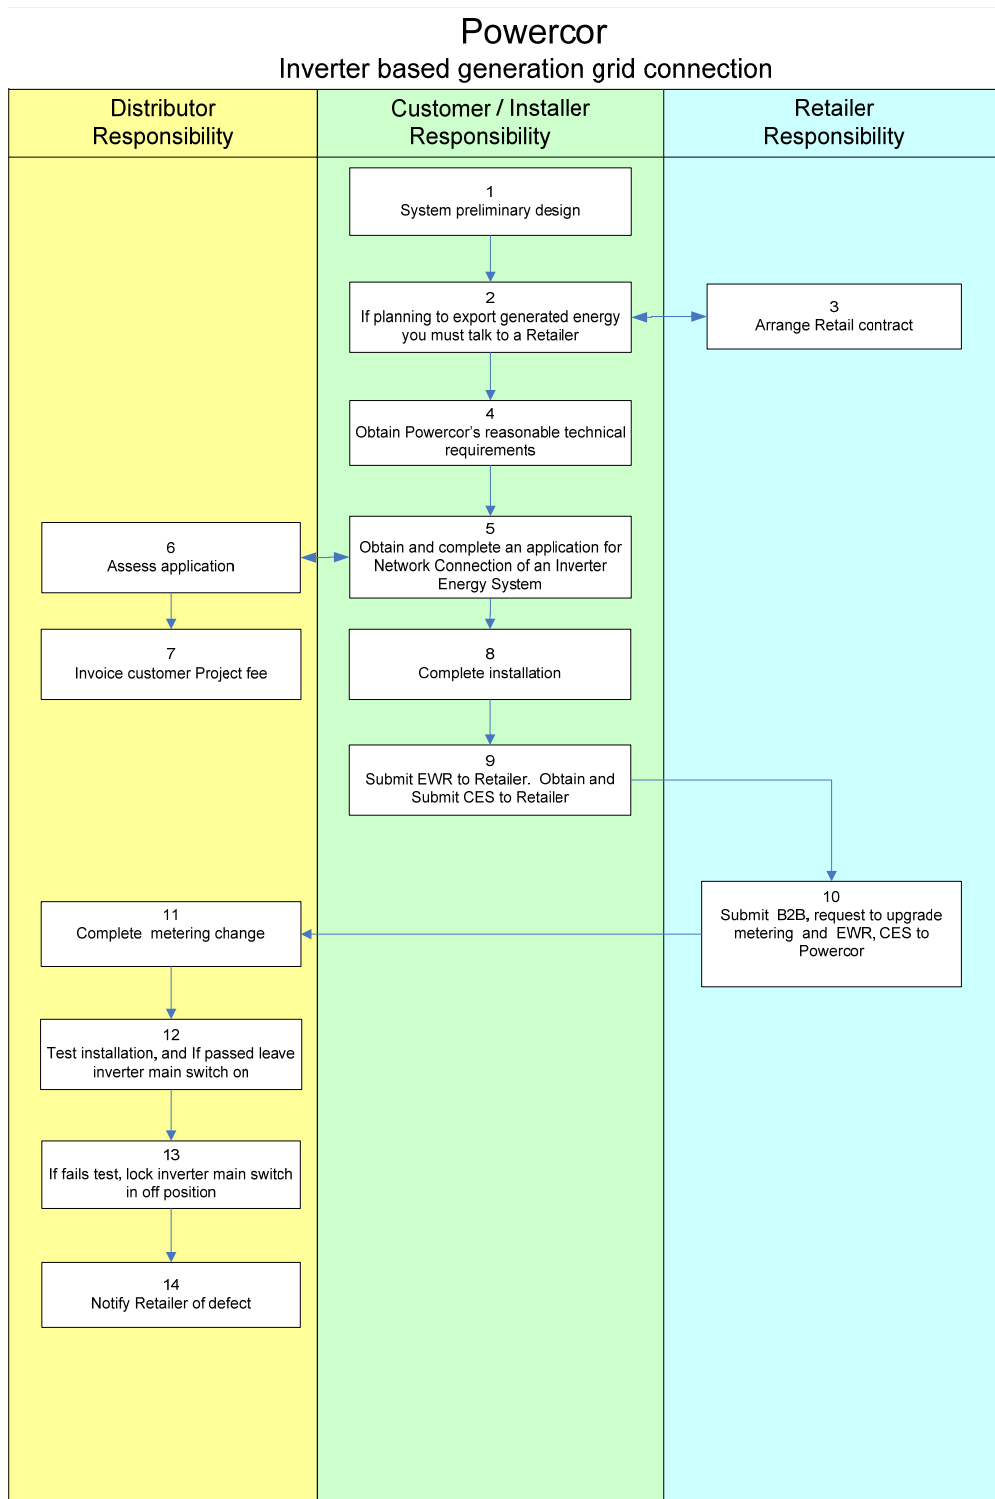 Powercor
Inverter based generation grid connection
Distributor
Responsibility
Customer / Installer
Responsibility
Retailer
Responsibility
1
System preliminary design
2
If planning to export generated energy
you must talk to a Retailer
3
Arrange Retail contract
4
Obtain Powercor's reasonable technical
requirements
5
Obtain and complete an application for
Network Connection of an Inverter
Energy System
6
Assess application
7
Invoice customer Project fee
8
Complete installation
9
Submit EWR to Retailer. Obtain and
Submit CES to Retailer
10
Submit B2B, request to upgrade
metering and EWR, CES to
Powercor
11
Complete metering change
12
Test installation, and If passed leave
inverter main switch on
13
If fails test, lock inverter main switch
in off position
14
Notify Retailer of defect